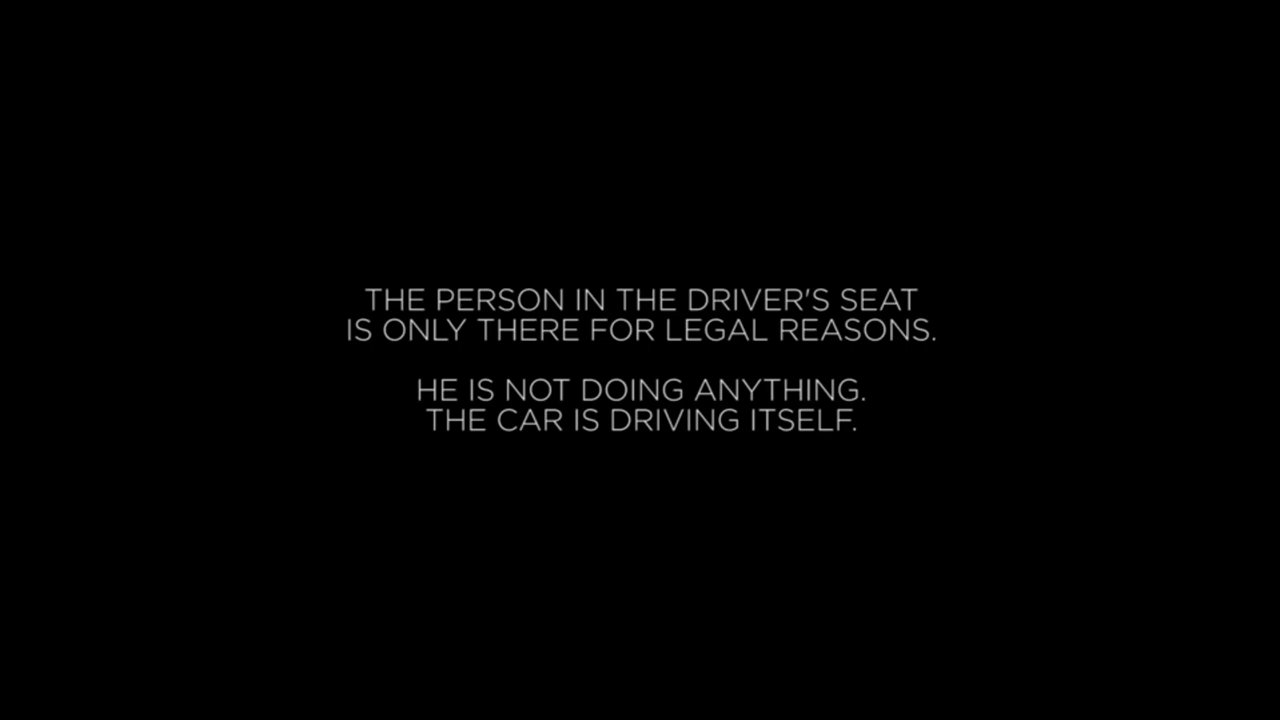 THE PERSON IN THE DRIVER'S SEAT
IS ONLY THERE FOR LEGAL REASONS.
HE IS NOT DOING ANYTHING.
THE CAR IS DRIVING ITSELF.